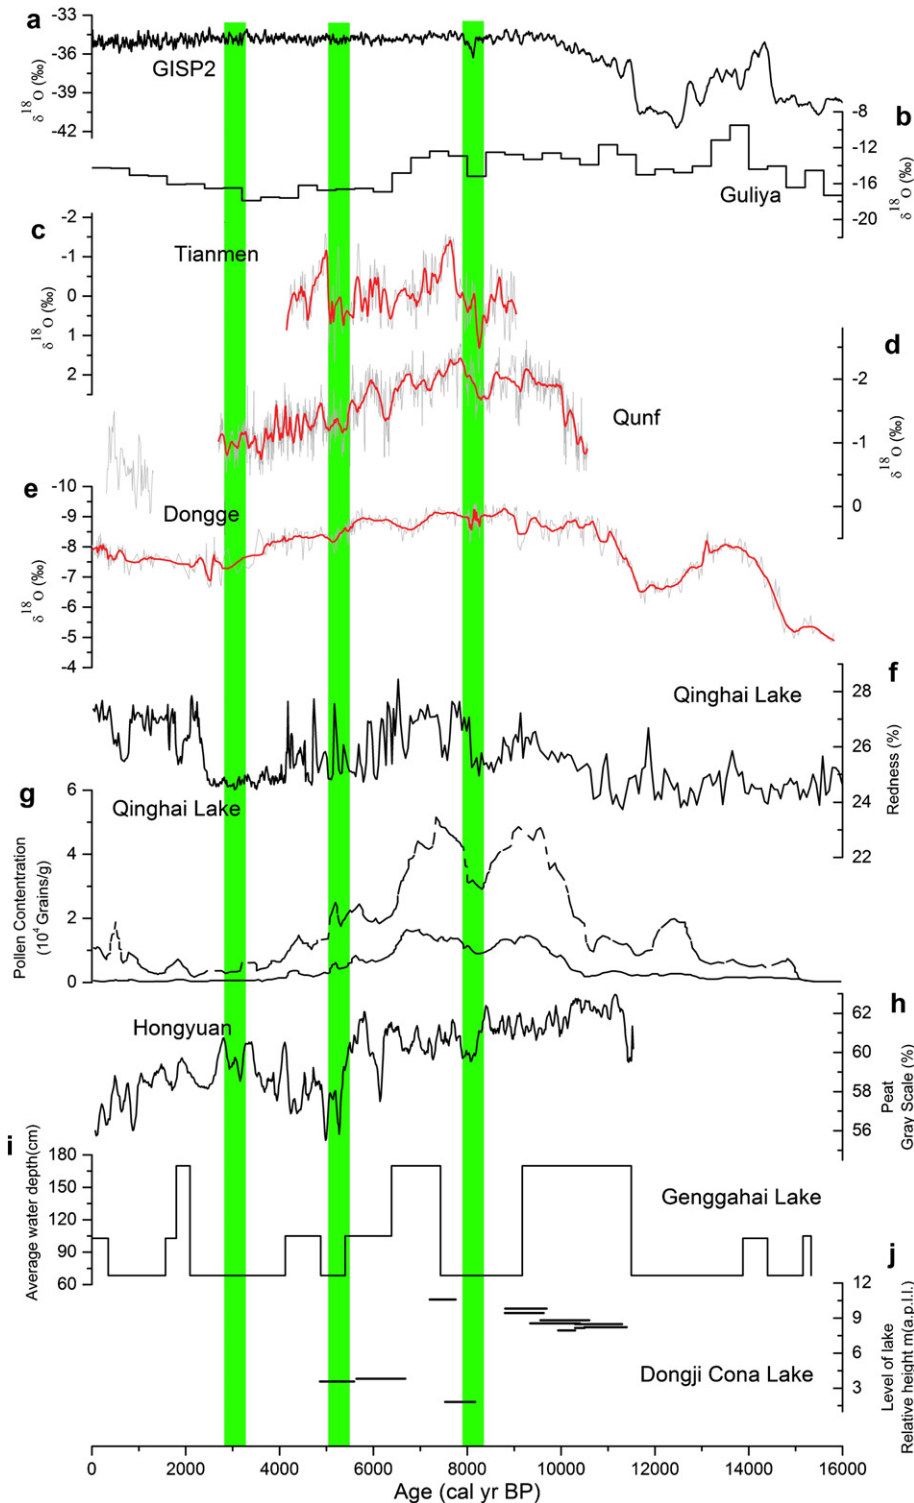 a
-33
-36
-39
-42
δ18O (‰)
GISP2
b
-8
-12
-16
-20
δ18O (‰)
Guliya
c
-2
-1
0
1
2
δ18O (‰)
Tianmen
d
-2
-1
0
δ18O (‰)
Qunf
e
-10
-9
-8
-7
-6
-5
-4
δ18O (‰)
Dongge
f
28
26
24
22
Redness (%)
Qinghai Lake
g
6
4
2
0
Pollen Contentration
(10⁴ Grains/g)
Qinghai Lake
h
62
60
58
56
Peat
Gray Scale (%)
Hongyuan
i
180
150
120
90
60
Average water depth(cm)
Genggahai Lake
j
12
9
6
3
Level of lake
Relative height m(a.p.l.l.)
Dongji Cona Lake
0 2000 4000 6000 8000 10000 12000 14000 16000
Age (cal yr BP)